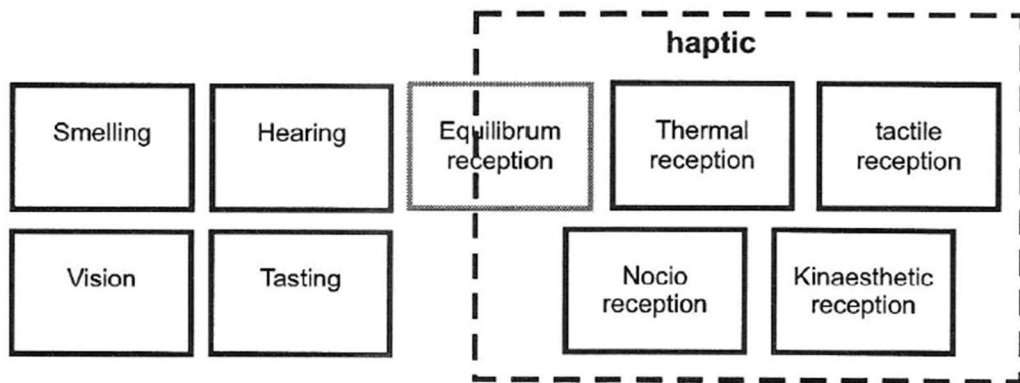 haptic
Smelling
Hearing
Equilibrum
reception
Thermal
reception
tactile
reception
Vision
Tasting
Nocio
reception
Kinaesthetic
reception